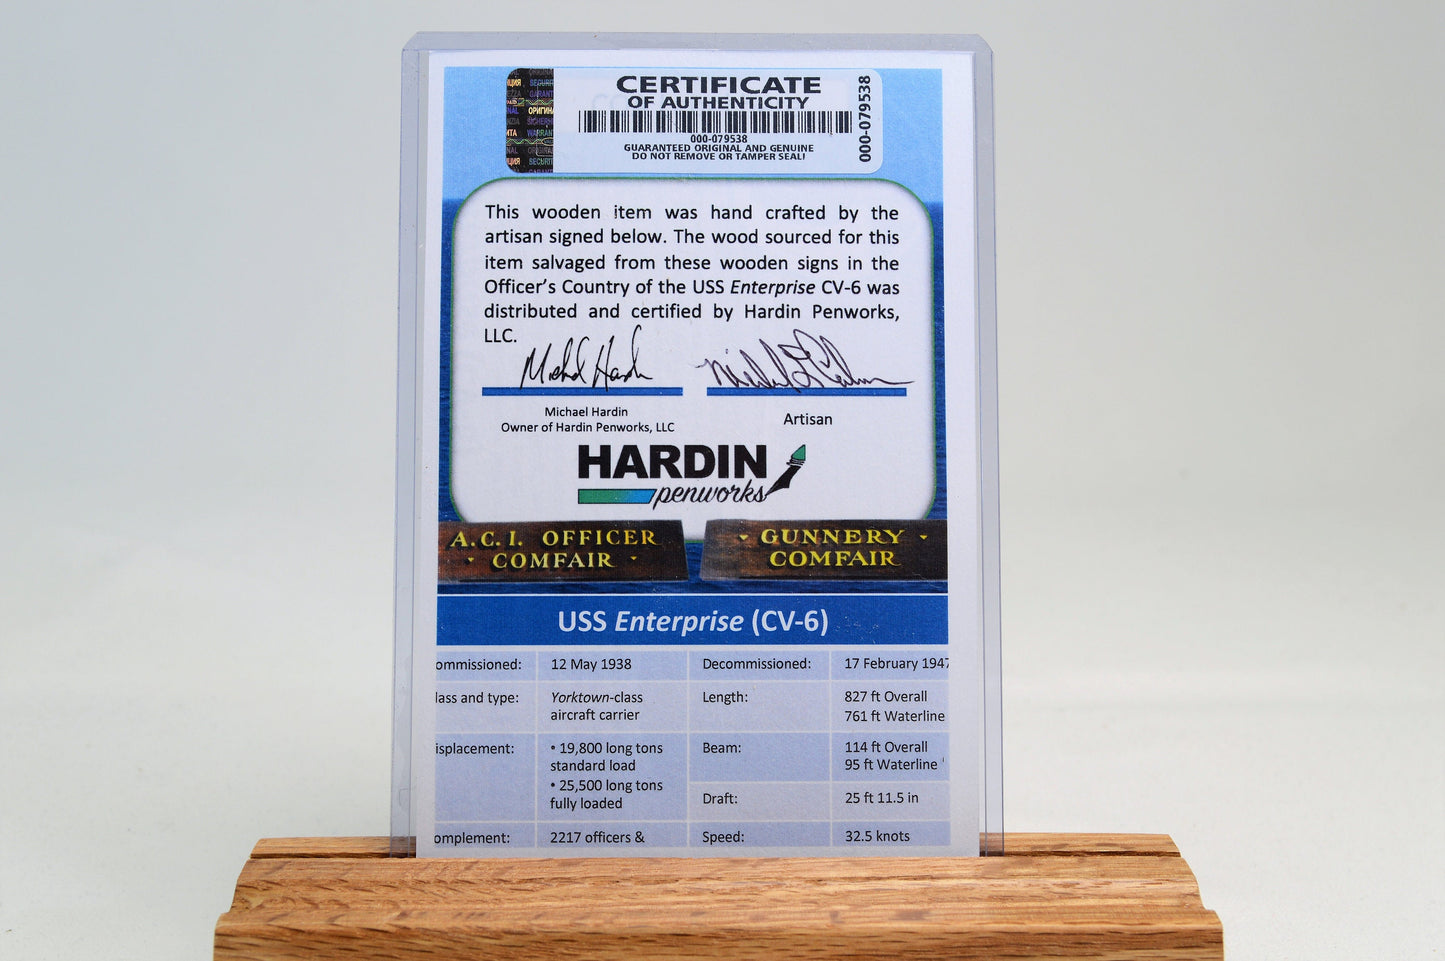 CERTIFICATE
OF AUTHENTICITY
000-079538
GUARANTEED ORIGINAL AND GENUINE
DO NOT REMOVE OR TAMPER SEAL!
000-079538
This wooden item was hand crafted by the
artisan signed below. The wood sourced for this
item salvaged from these wooden signs in the
Officer's Country of the USS Enterprise CV-6 was
distributed and certified by Hardin Penworks,
LLC.
Michael Hardin
Owner of Hardin Penworks, LLC
Artisan
HARDIN
penworks
A.C.I. OFFICER
COMFAIR
GUNNERY
COMFAIR
USS Enterprise (CV-6)
ommissioned: 12 May 1938 Decommissioned: 17 February 1947
lass and type: Yorktown-class Length: 827 ft Overall
aircraft carrier 761 ft Waterline
isplacement: • 19,800 long tons Beam: 114 ft Overall
standard load 95 ft Waterline
• 25,500 long tons Draft: 25 ft 11.5 in
fully loaded
omplement: 2217 officers & Speed: 32.5 knots